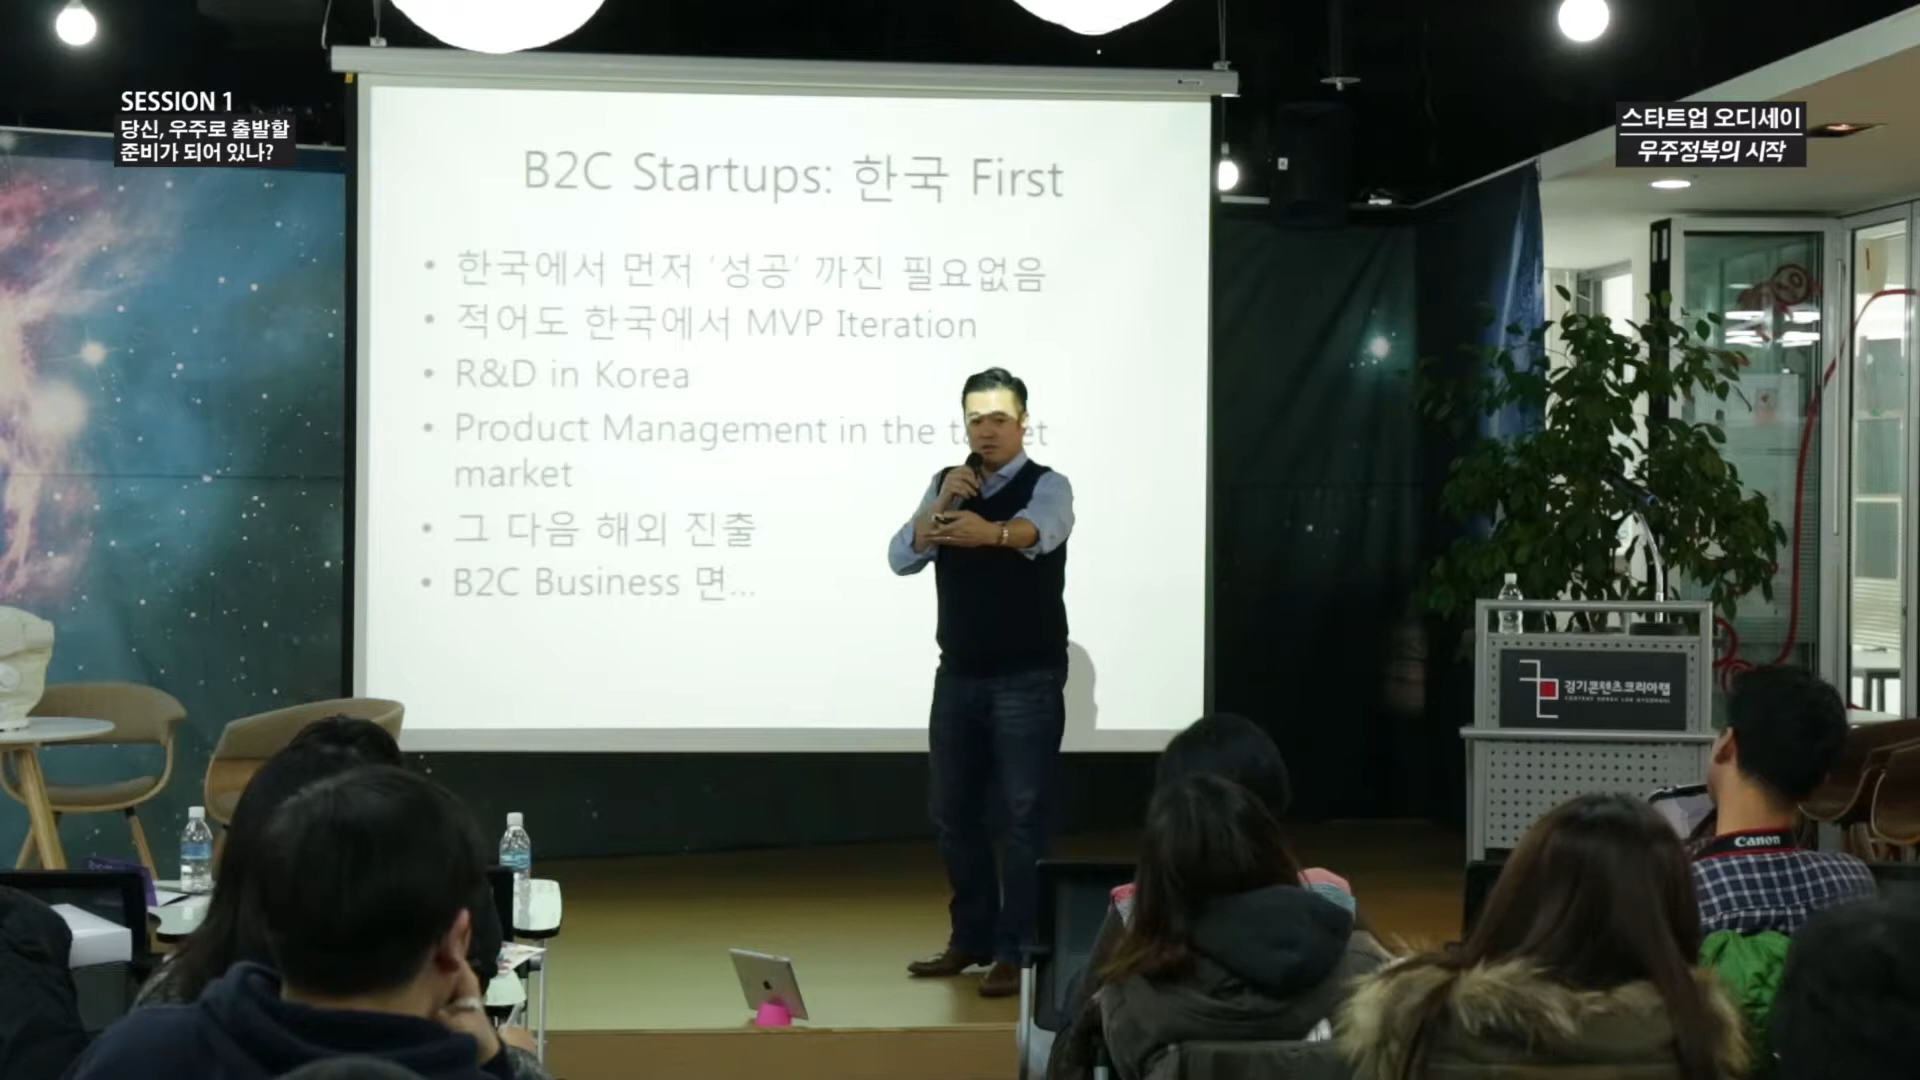 SESSION 1
당신, 우주로 출발할
준비가 되어 있나?
스타트업 오디세이
우주정복의 시작
B2C Startups: 한국 First
• 한국에서 먼저 '성공' 까진 필요없음
• 적어도 한국에서 MVP Iteration
• R&D in Korea
• Product Management in the
market
• 그 다음 해외 진출
• B2C Business 면...
경기콘텐츠코리아랩
CONTENT KOREA LAB GYEONGGI
Canon